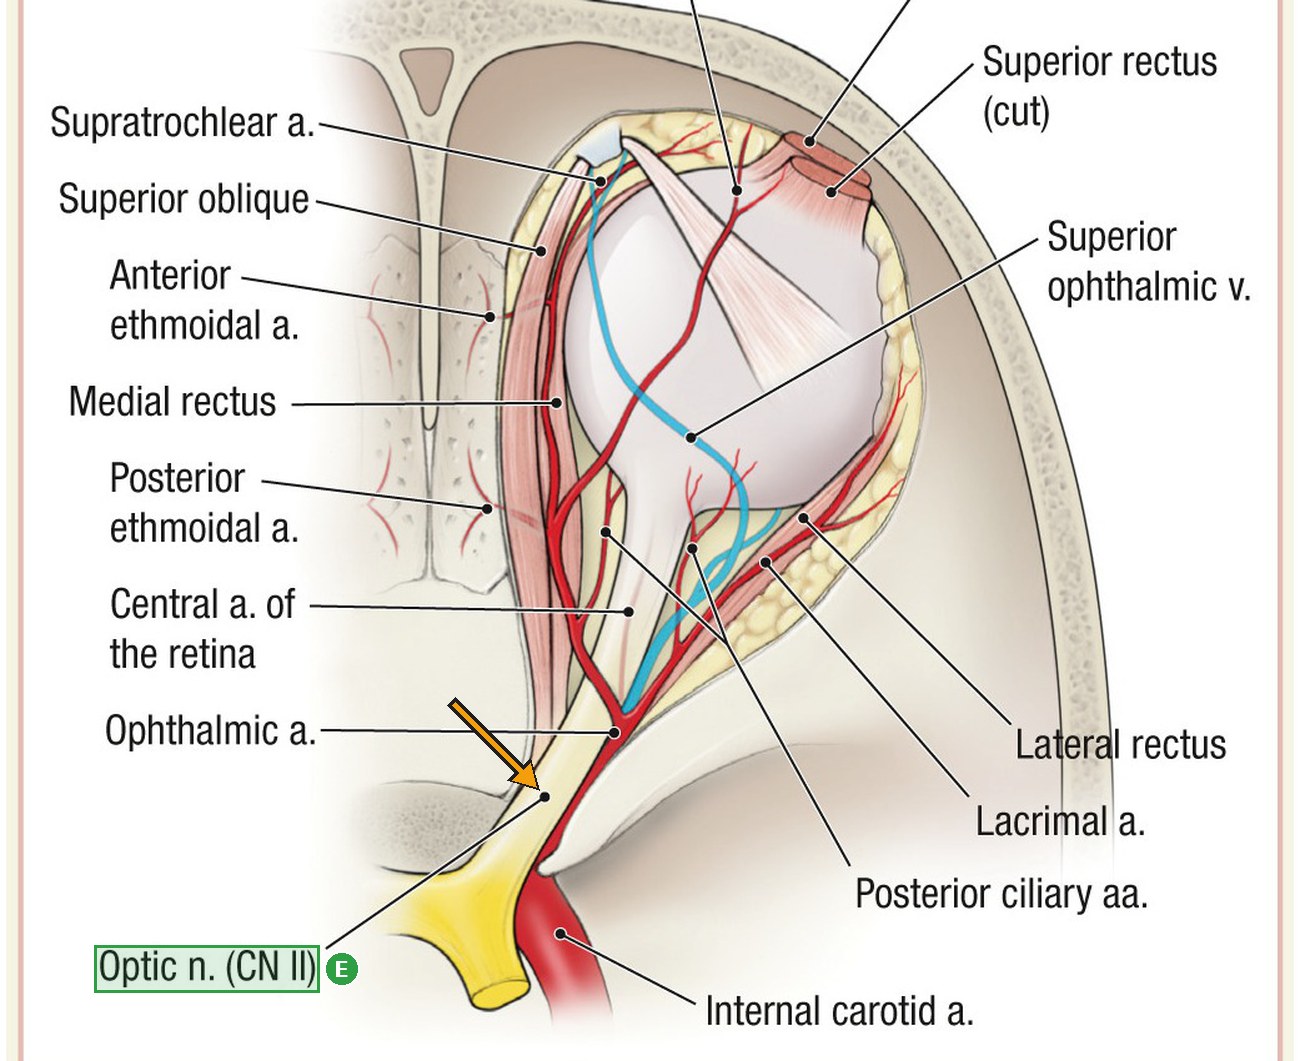 Supratrochlear a.
Superior oblique
Anterior
ethmoidal a.
Medial rectus
Posterior
ethmoidal a.
Central a. of
the retina
Ophthalmic a.
Optic n. (CN II)
E
Superior rectus
(cut)
Superior
ophthalmic v.
Lateral rectus
Lacrimal a.
Posterior ciliary aa.
Internal carotid a.